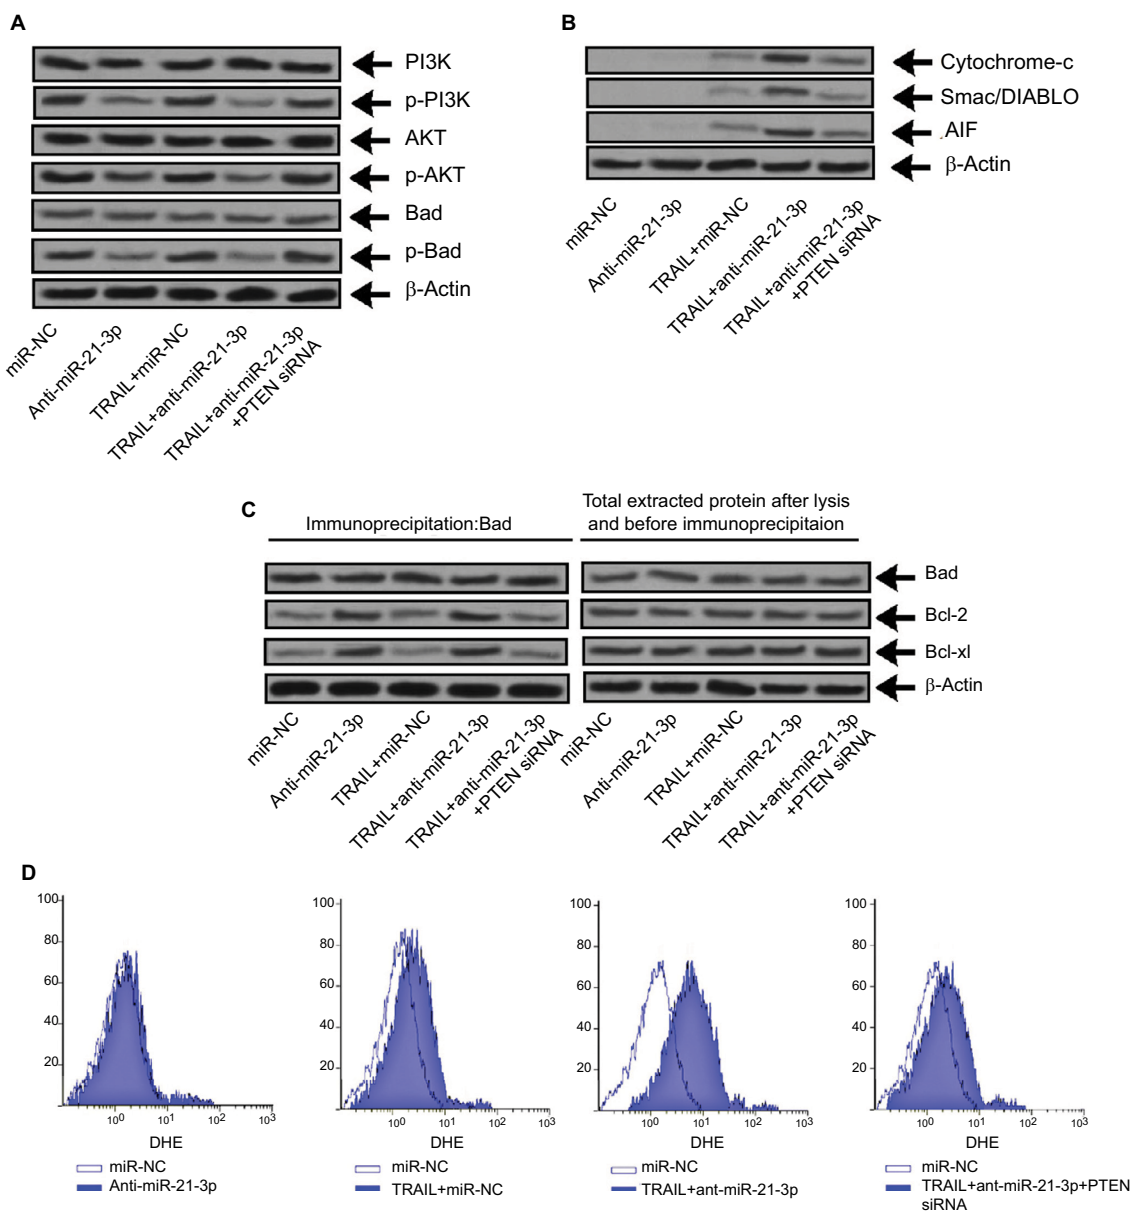 A
PI3K
p-PI3K
AKT
p-AKT
Bad
p-Bad
β-Actin
miR-NC
Anti-miR-21-3p
TRAIL+miR-NC
TRAIL+anti-miR-21-3p
TRAIL+anti-miR-21-3p
+PTEN siRNA
B
Cytochrome-c
Smac/DIABLO
AIF
β-Actin
miR-NC
Anti-miR-21-3p
TRAIL+miR-NC
TRAIL+anti-miR-21-3p
TRAIL+anti-miR-21-3p
+PTEN siRNA
C
Immunoprecipitation:Bad
Total extracted protein after lysis
and before immunoprecipitaion
Bad
Bcl-2
Bcl-xl
β-Actin
miR-NC
Anti-miR-21-3p
TRAIL+miR-NC
TRAIL+anti-miR-21-3p
TRAIL+anti-miR-21-3p
+PTEN siRNA
miR-NC
Anti-miR-21-3p
TRAIL+miR-NC
TRAIL+anti-miR-21-3p
TRAIL+anti-miR-21-3p
+PTEN siRNA
D
100
80
60
40
20
10⁰ 10¹ 10² 10³
DHE
miR-NC
Anti-miR-21-3p
100
80
60
40
20
10⁰ 10¹ 10² 10³
DHE
miR-NC
TRAIL+miR-NC
100
80
60
40
20
10⁰ 10¹ 10² 10³
DHE
miR-NC
TRAIL+ant-miR-21-3p
100
80
60
40
20
10⁰ 10¹ 10² 10³
DHE
miR-NC
TRAIL+ant-miR-21-3p+PTEN
siRNA